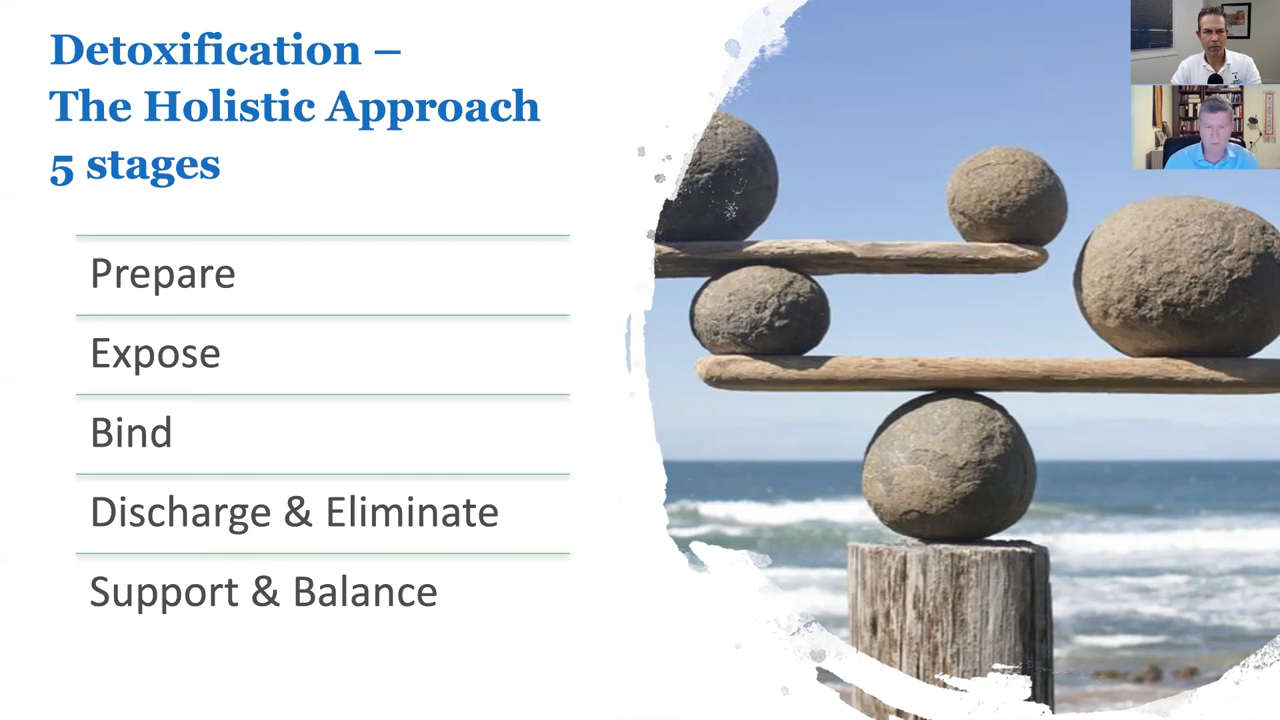 Detoxification –
The Holistic Approach
5 stages
Prepare
Expose
Bind
Discharge & Eliminate
Support & Balance